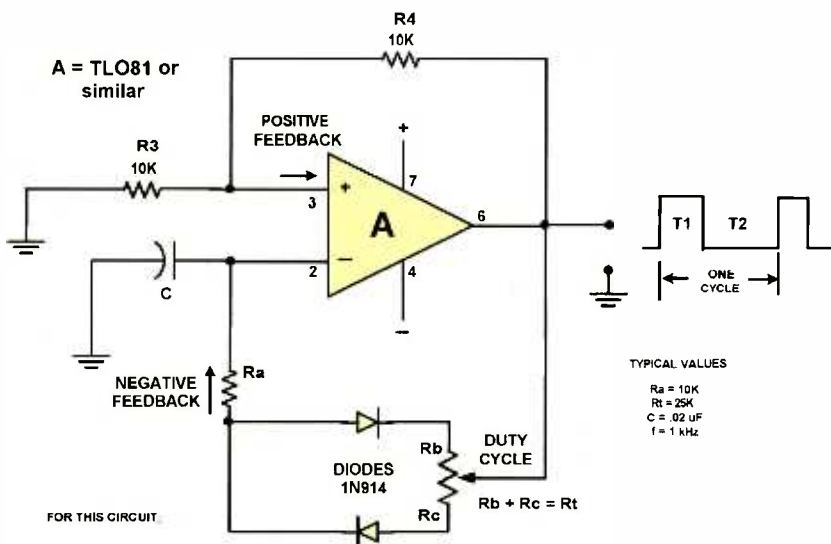 R4
10K
A = TLO81 or
similar
POSITIVE
FEEDBACK
R3
10K
+
7
+
3
A
6
−
2
4
−
C
T1
T2
ONE
CYCLE
Ra
NEGATIVE
FEEDBACK
TYPICAL VALUES
Ra = 10K
Rt = 25K
C = .02 uF
f = 1 kHz
DIODES
1N914
Rb
DUTY
CYCLE
Rc
Rb + Rc = Rt
FOR THIS CIRCUIT